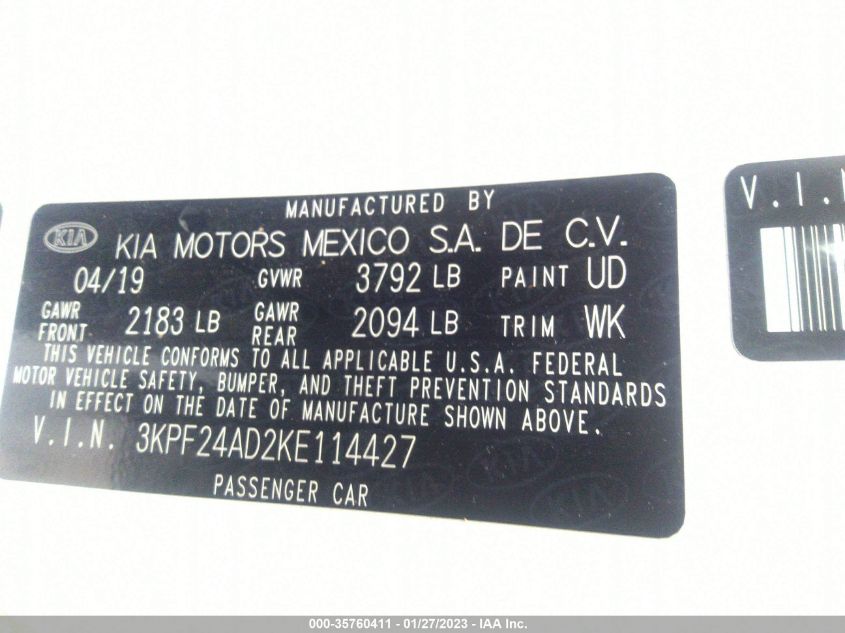 MANUFACTURED BY
KIA KIA MOTORS MEXICO S.A. DE C.V.
04/19 GVWR 3792 LB PAINT UD
GAWR FRONT 2183 LB GAWR REAR 2094 LB TRIM WK
THIS VEHICLE CONFORMS TO ALL APPLICABLE U.S.A. FEDERAL
MOTOR VEHICLE SAFETY, BUMPER, AND THEFT PREVENTION STANDARDS
IN EFFECT ON THE DATE OF MANUFACTURE SHOWN ABOVE.
V.I.N. 3KPF24AD2KE114427
PASSENGER CAR
V.I.
000-35760411 - 01/27/2023 - IAA Inc.